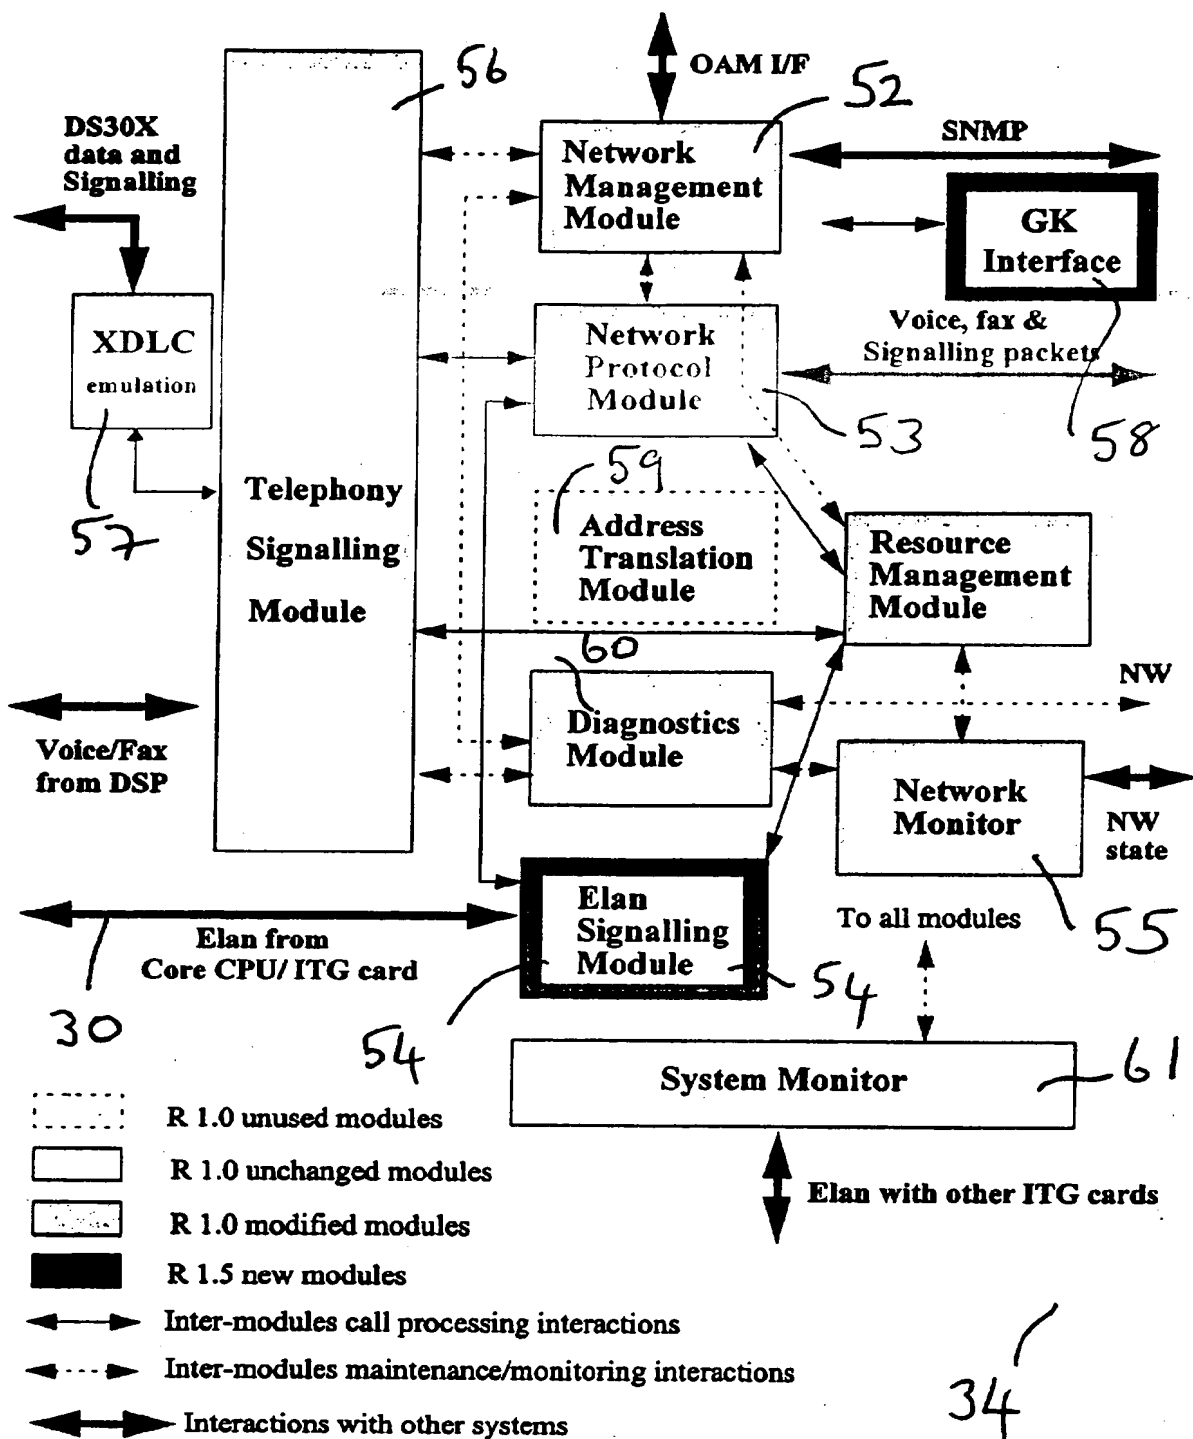 OAM I/F
56
52
DS30X
data and
Signalling
Network
Management
Module
SNMP
GK
Interface
XDLC
emulation
Network
Protocol
Module
Voice, fax &
Signalling packets
53
58
57
59
Telephony
Signalling
Module
Address
Translation
Module
Resource
Management
Module
60
NW
Diagnostics
Module
Voice/Fax
from DSP
Network
Monitor
NW
state
Elan
Signalling
Module
To all modules
55
Elan from
Core CPU/ ITG card
54
30
54
System Monitor
61
R 1.0 unused modules
R 1.0 unchanged modules
Elan with other ITG cards
R 1.0 modified modules
R 1.5 new modules
Inter-modules call processing interactions
Inter-modules maintenance/monitoring interactions
Interactions with other systems
34